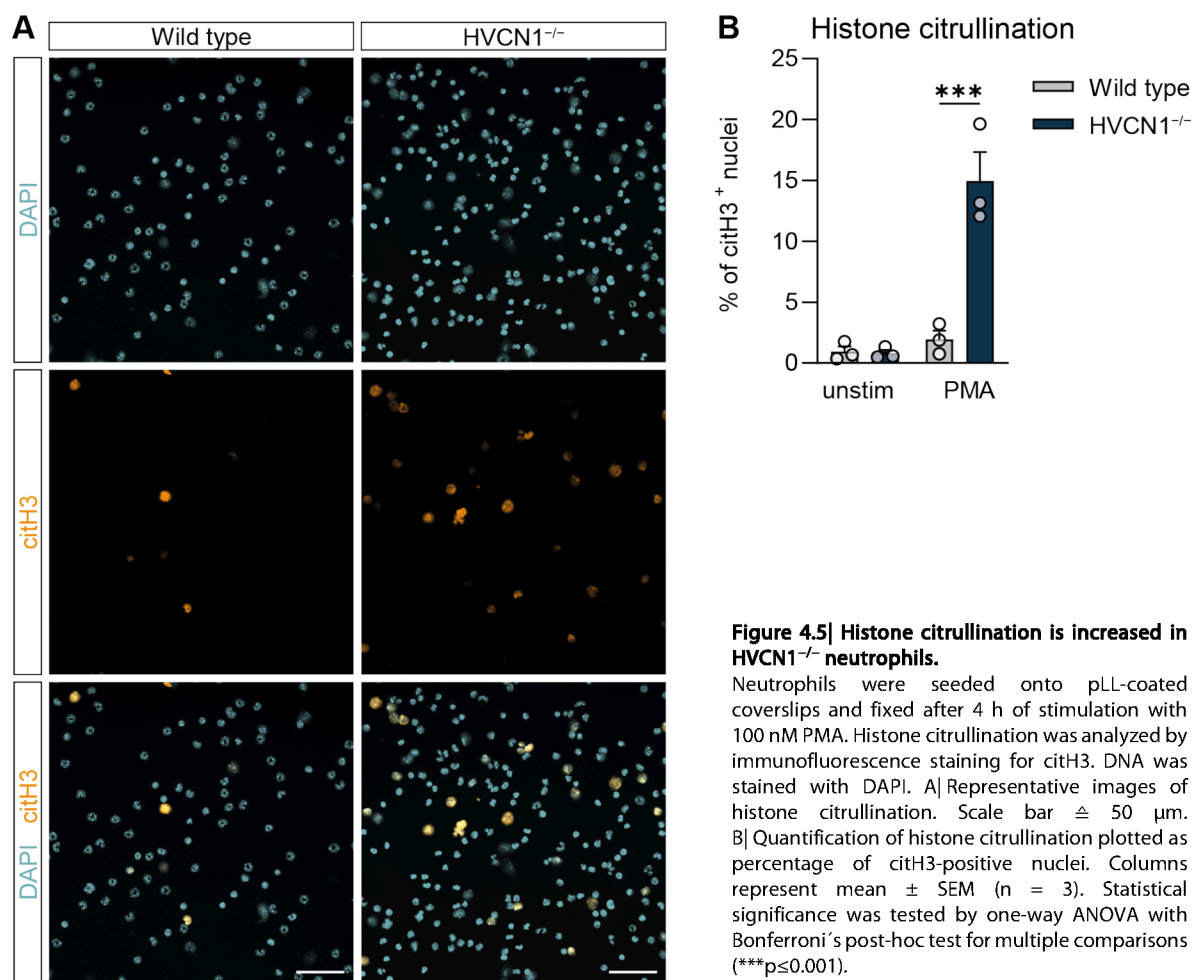 A
Wild type
HVCN1⁻/⁻
DAPI
citH3
DAPI citH3
B
Histone citrullination
% of citH3 ⁺ nuclei
25
20
15
10
5
0
***
unstim
PMA
Wild type
HVCN1⁻/⁻
Figure 4.5| Histone citrullination is increased in
HVCN1⁻/⁻ neutrophils.
Neutrophils were seeded onto pLL-coated
coverslips and fixed after 4 h of stimulation with
100 nM PMA. Histone citrullination was analyzed by
immunofluorescence staining for citH3. DNA was
stained with DAPI. A| Representative images of
histone citrullination. Scale bar ≙ 50 µm.
B| Quantification of histone citrullination plotted as
percentage of citH3-positive nuclei. Columns
represent mean ± SEM (n = 3). Statistical
significance was tested by one-way ANOVA with
Bonferroni´s post-hoc test for multiple comparisons
(***p≤0.001).